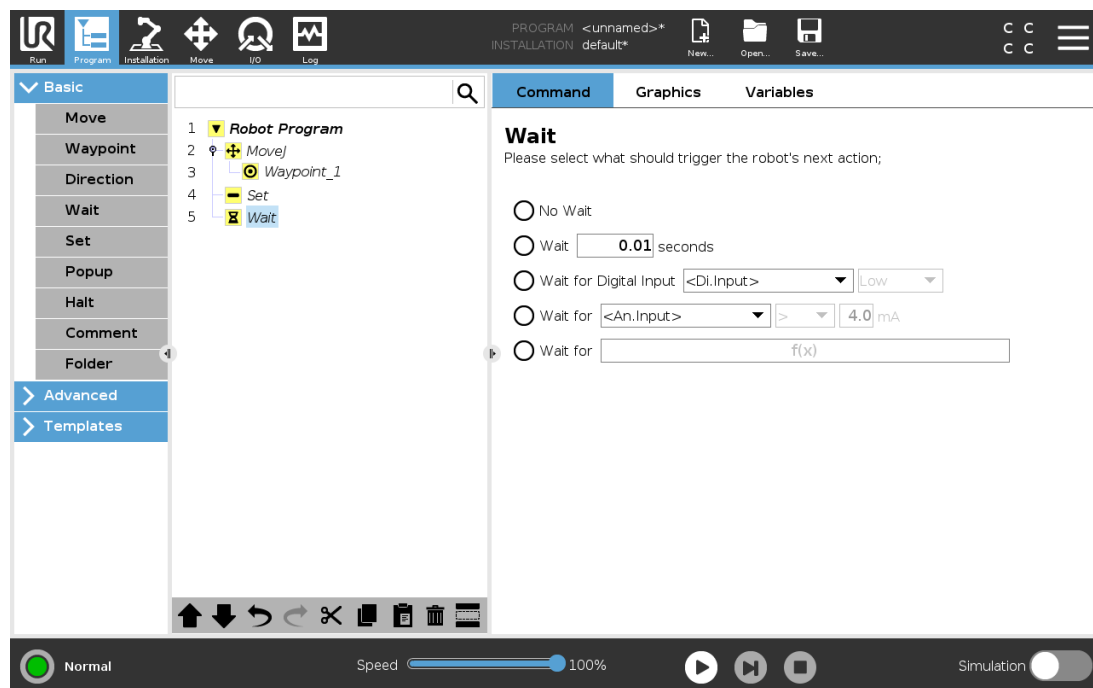 PROGRAM <unnamed>*
INSTALLATION default*
C C
C C
UR
Run Program Installation Move I/O Log New... Open... Save...
Basic
Move
Waypoint
Direction
Wait
Set
Popup
Halt
Comment
Folder
Advanced
Templates
1 Robot Program
2 MoveJ
3 Waypoint_1
4 Set
5 Wait
Command Graphics Variables
Wait
Please select what should trigger the robot's next action;
No Wait
Wait 0.01 seconds
Wait for Digital Input <Di.Input> Low
Wait for <An.Input> > 4.0 mA
Wait for f(x)
Normal Speed 100% Simulation